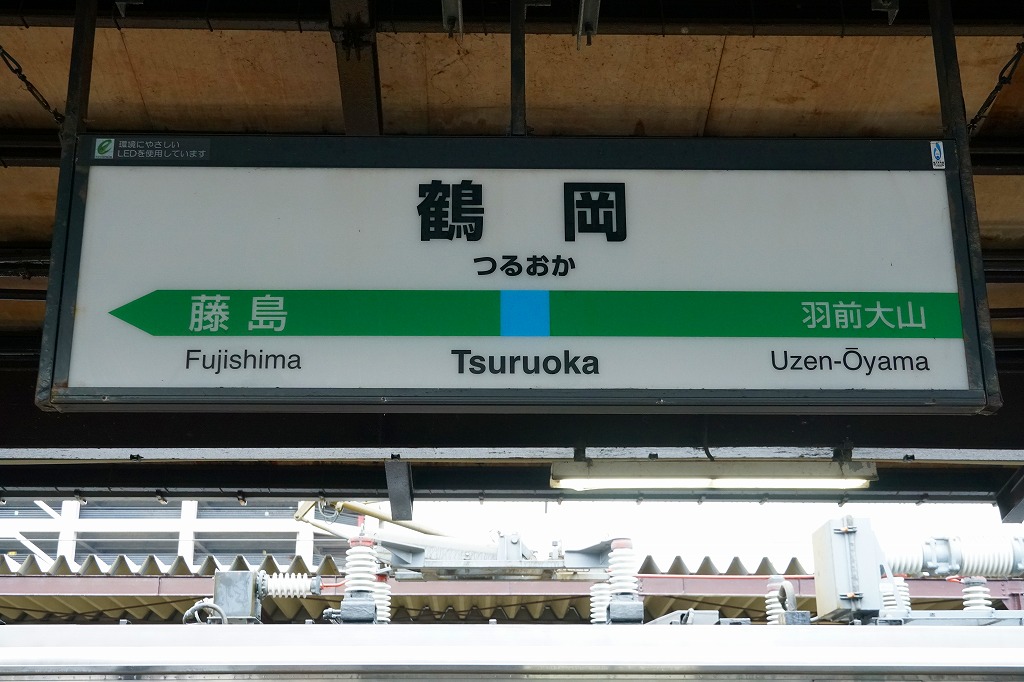 環境にやさしい
LEDを使用しています
鶴岡
つるおか
藤島
羽前大山
Fujishima
Tsuruoka
Uzen-Ōyama